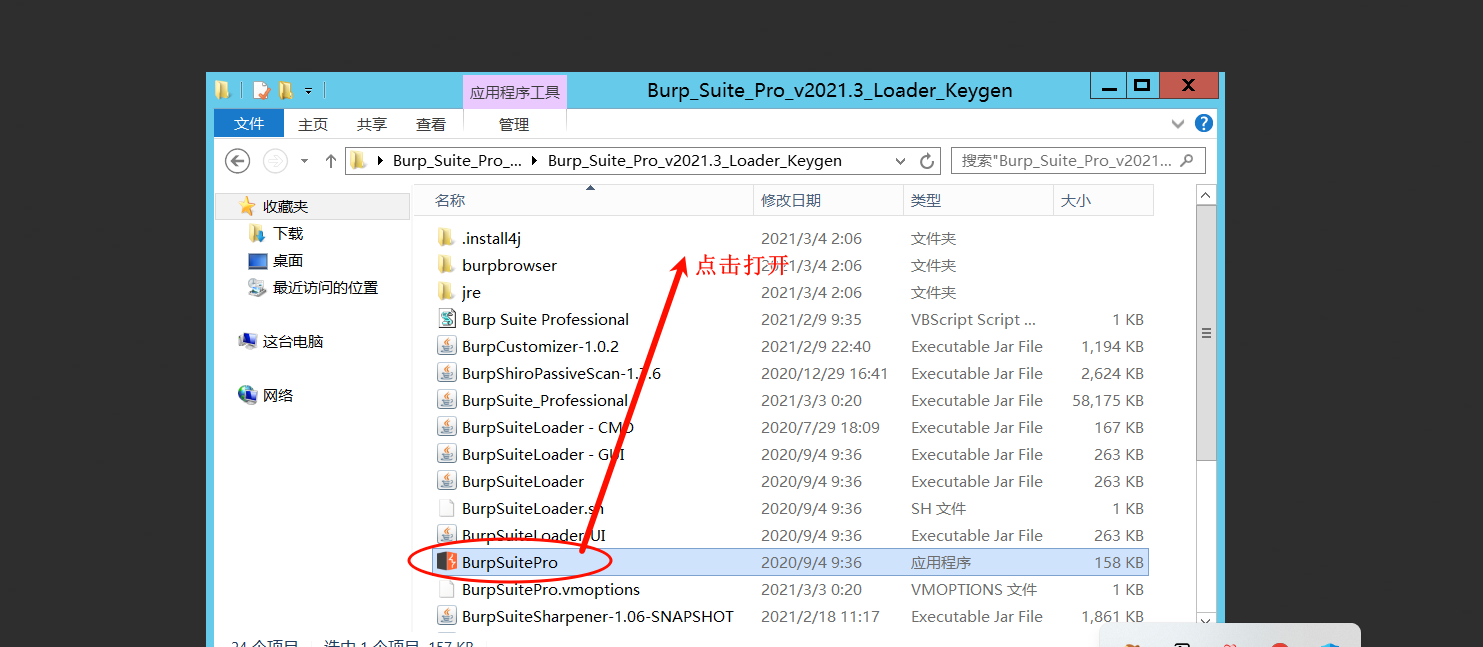 应用程序工具
Burp_Suite_Pro_v2021.3_Loader_Keygen
文件 主页 共享 查看 管理
Burp_Suite_Pro_... Burp_Suite_Pro_v2021.3_Loader_Keygen 搜索"Burp_Suite_Pro_v2021...
收藏夹
下载
桌面
最近访问的位置
这台电脑
网络
名称 修改日期 类型 大小
.install4j 2021/3/4 2:06 文件夹
burpbrowser 2021/3/4 2:06 文件夹
点击打开
jre 2021/3/4 2:06 文件夹
Burp Suite Professional 2021/2/9 9:35 VBScript Script ... 1 KB
BurpCustomizer-1.0.2 2021/2/9 22:40 Executable Jar File 1,194 KB
BurpShiroPassiveScan-1.7.6 2020/12/29 16:41 Executable Jar File 2,624 KB
BurpSuite_Professional 2021/3/3 0:20 Executable Jar File 58,175 KB
BurpSuiteLoader - CMD 2020/7/29 18:09 Executable Jar File 167 KB
BurpSuiteLoader - GUI 2020/9/4 9:36 Executable Jar File 263 KB
BurpSuiteLoader 2020/9/4 9:36 Executable Jar File 263 KB
BurpSuiteLoader.sh 2020/9/4 9:36 SH 文件 1 KB
BurpSuiteLoader_UI 2020/9/4 9:36 Executable Jar File 263 KB
BurpSuitePro 2020/9/4 9:36 应用程序 158 KB
BurpSuitePro.vmoptions 2021/3/3 0:20 VMOPTIONS 文件 1 KB
BurpSuiteSharpener-1.06-SNAPSHOT 2021/2/18 11:17 Executable Jar File 1,861 KB
24 个项目 选中 1 个项目 157 KB